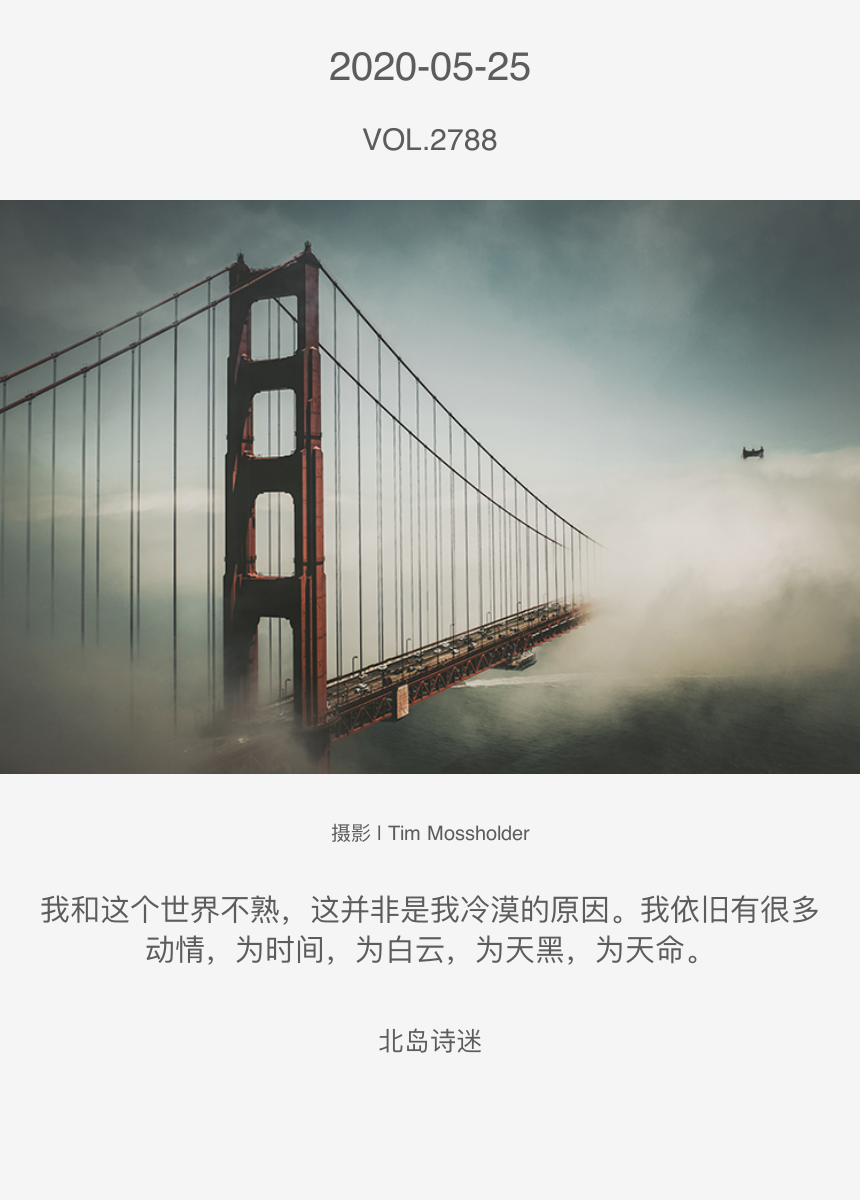 2020-05-25
VOL.2788
摄影 | Tim Mossholder
我和这个世界不熟，这并非是我冷漠的原因。我依旧有很多
动情，为时间，为白云，为天黑，为天命。
北岛诗迷